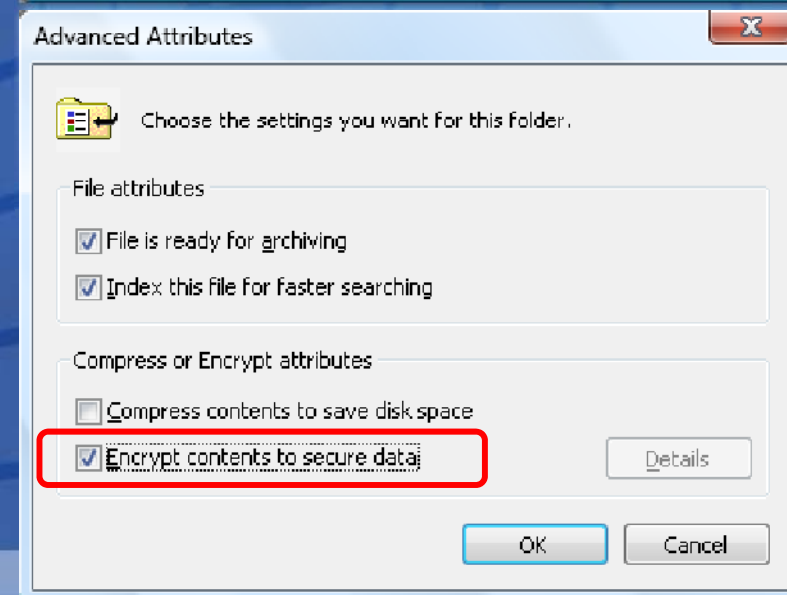 Advanced Attributes
Choose the settings you want for this folder.
File attributes
File is ready for archiving
Index this file for faster searching
Compress or Encrypt attributes
Compress contents to save disk space
Encrypt contents to secure data
Details
OK
Cancel